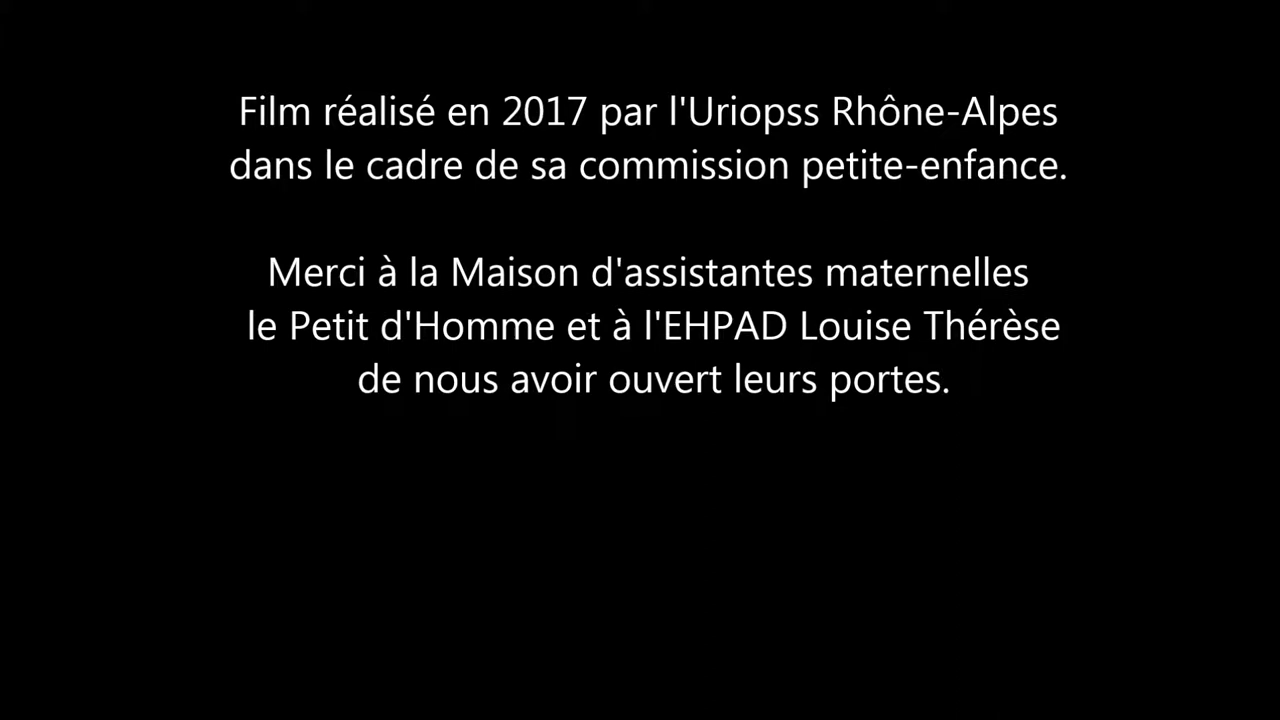 Film réalisé en 2017 par l'Uriopss Rhône-Alpes
dans le cadre de sa commission petite-enfance.
Merci à la Maison d'assistantes maternelles
le Petit d'Homme et à l'EHPAD Louise Thérèse
de nous avoir ouvert leurs portes.